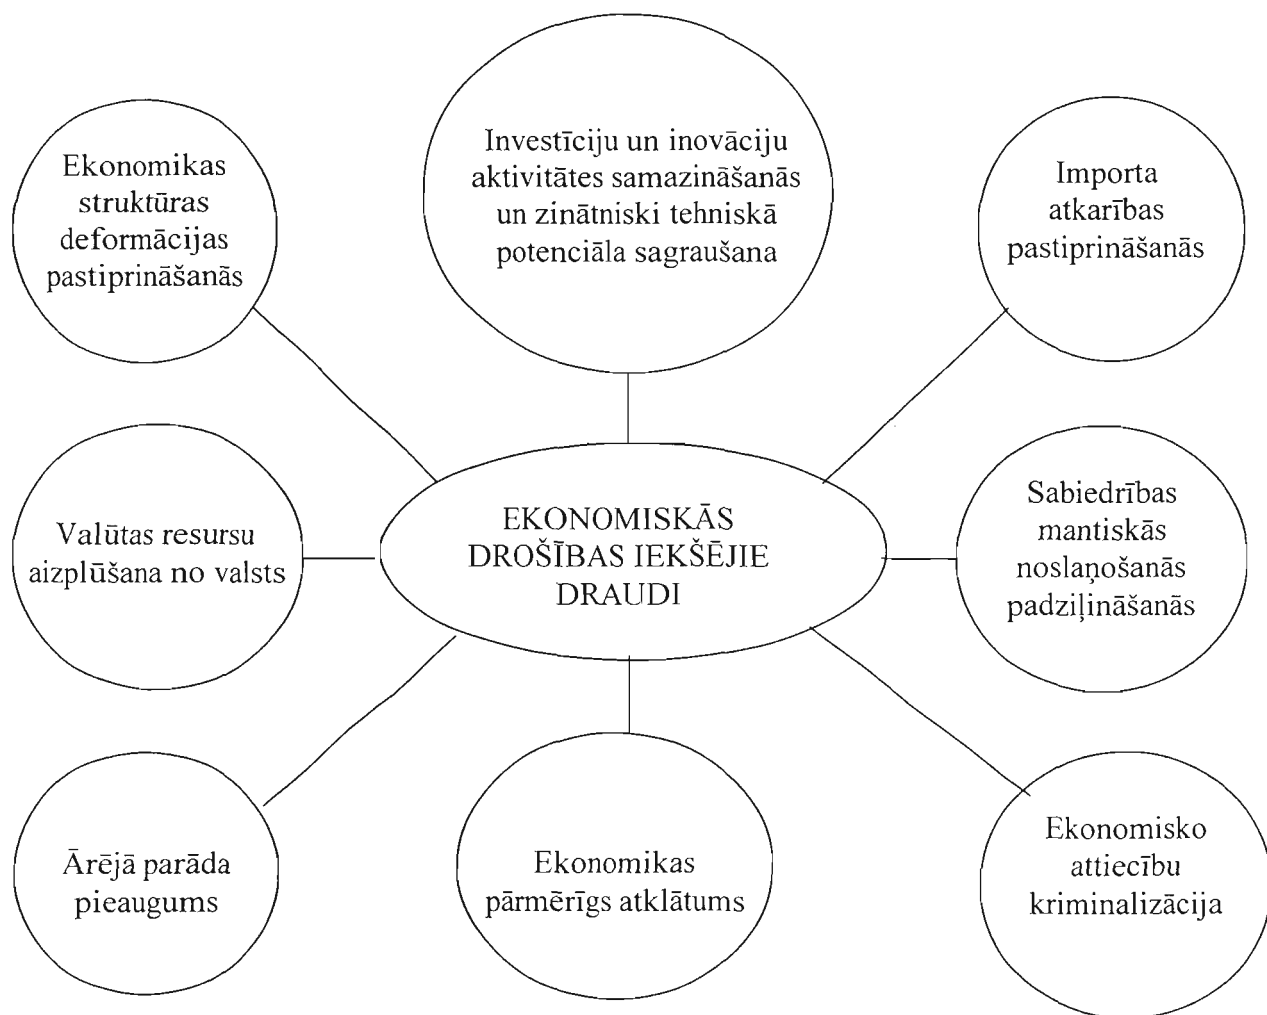 Ekonomikas
struktūras
deformācijas
pastiprināšanās
Investīciju un inovāciju
aktivitātes samazināšanās
un zinātniski tehniskā
potenciāla sagraušana
Importa
atkarības
pastiprināšanās
Valūtas resursu
aizplūšana no valsts
EKONOMISKĀS
DROŠĪBAS IEKŠĒJIE
DRAUDI
Sabiedrības
mantiskās
noslaņošanās
padziļināšanās
Ārējā parāda
pieaugums
Ekonomikas
pārmērīgs atklātums
Ekonomisko
attiecību
kriminalizācija